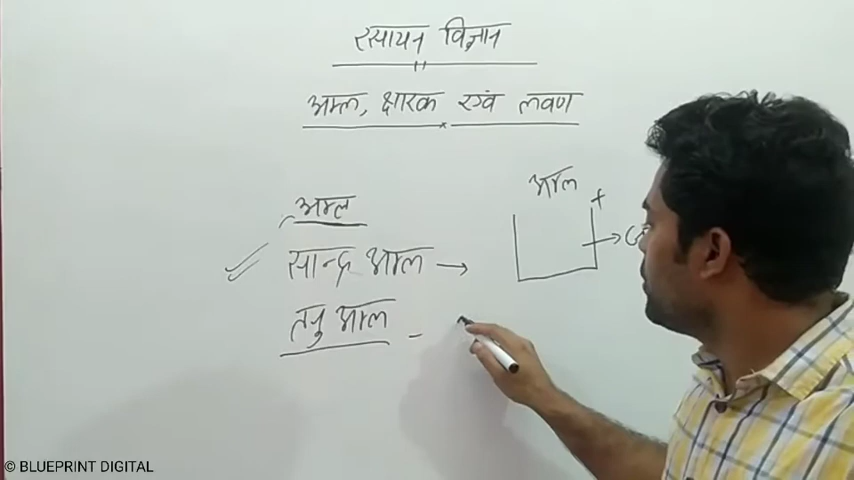 रसायन विज्ञान
अम्ल, क्षारक एवं लवण
अम्ल
अम्ल
+
सान्द्र अम्ल →
तनु अम्ल -
© BLUEPRINT DIGITAL